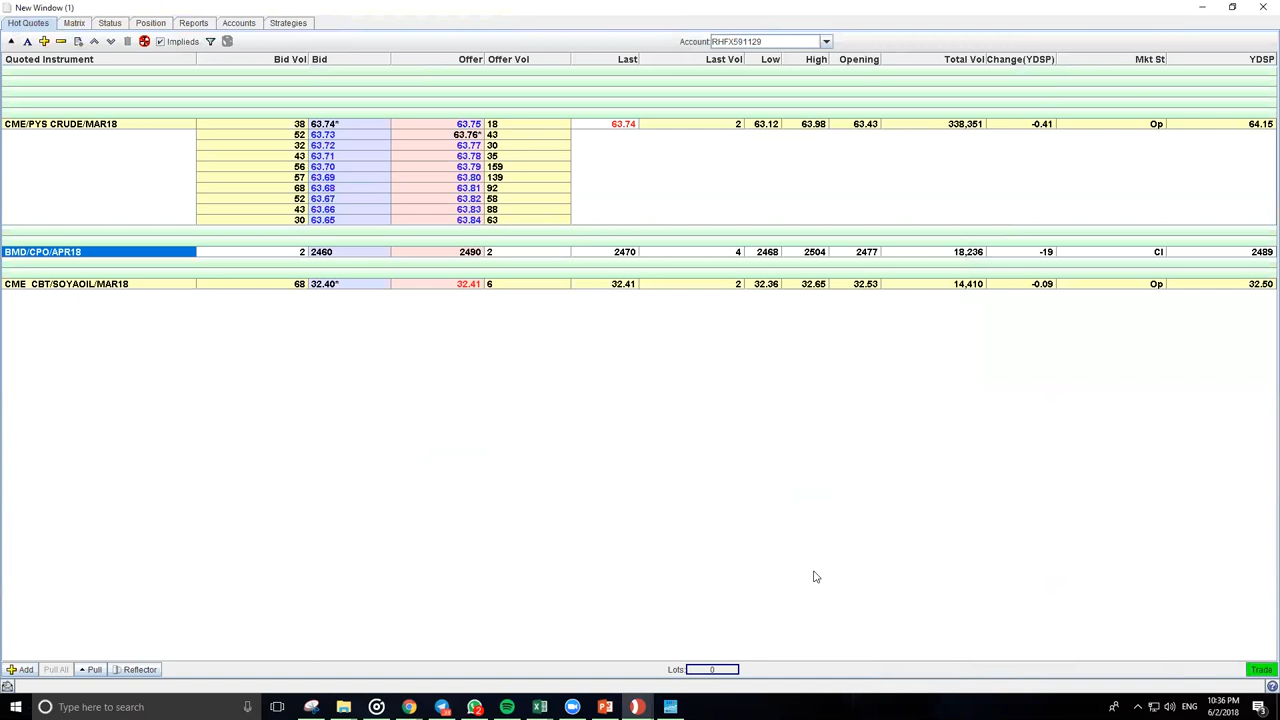 New Window (1)
Hot Quotes Matrix Status Position Reports Accounts Strategies
Implieds Account RHFX591129
Quoted Instrument Bid Vol Bid Offer Offer Vol Last Last Vol Low High Opening Total Vol Change(YDSP) Mkt St YDSP
CME/PYS CRUDE/MAR18 38 63.74* 63.75 18 63.74 2 63.12 63.98 63.43 338,351 -0.41 Op 64.15
52 63.73 63.76* 43
32 63.72 63.77 30
43 63.71 63.78 35
56 63.70 63.79 159
57 63.69 63.80 139
68 63.68 63.81 92
52 63.67 63.82 58
43 63.66 63.83 88
30 63.65 63.84 63
BMD/CPO/APR18 2 2460 2490 2 2470 4 2468 2504 2477 18,236 -19 Cl 2489
CME CBT/SOYAOIL/MAR18 68 32.40* 32.41 6 32.41 2 32.36 32.65 32.53 14,410 -0.09 Op 32.50
Add Pull All Pull Reflector Lots: 0 Trade
Type here to search ENG 10:36 PM
6/2/2018